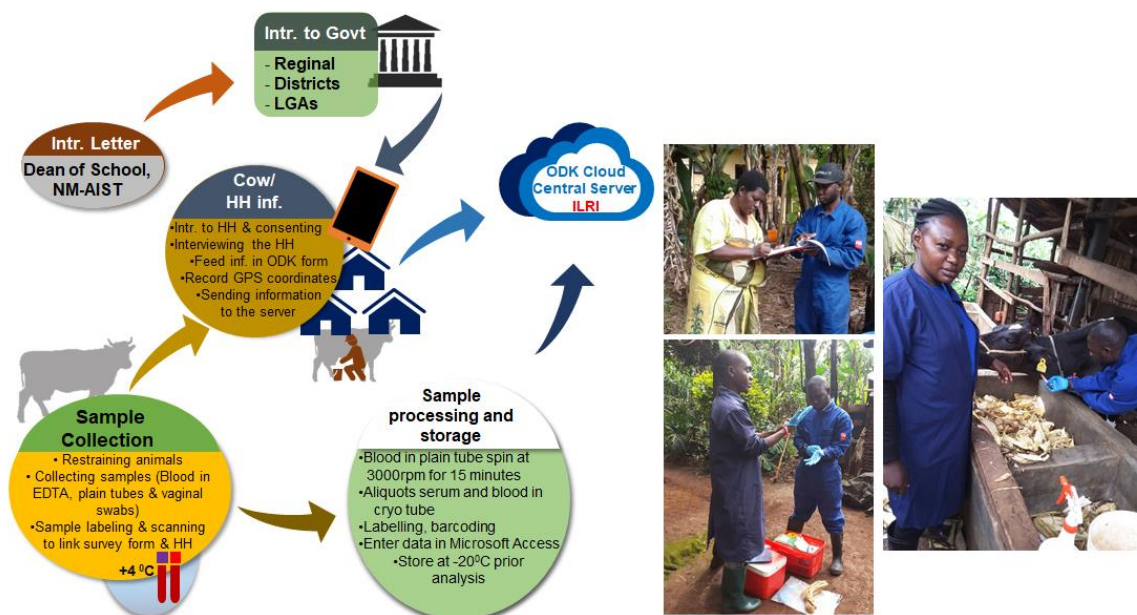 Intr. to Govt
- Reginal
- Districts
- LGAs
Intr. Letter
Dean of School,
NM-AIST
Cow/
HH inf.
•Intr. to HH & consenting
•Interviewing the HH
•Feed inf. in ODK form
•Record GPS coordinates
•Sending information
to the server
ODK Cloud
Central Server
ILRI
Sample
Collection
• Restraining animals
• Collecting samples (Blood in
EDTA, plain tubes & vaginal
swabs)
•Sample labeling & scanning
to link survey form & HH
+4 ⁰C
Sample
processing and
storage
•Blood in plain tube spin at
3000rpm for 15 minutes
•Aliquots serum and blood in
cryo tube
•Labelling, barcoding
•Enter data in Microsoft Access
•Store at -20⁰C prior
analysis